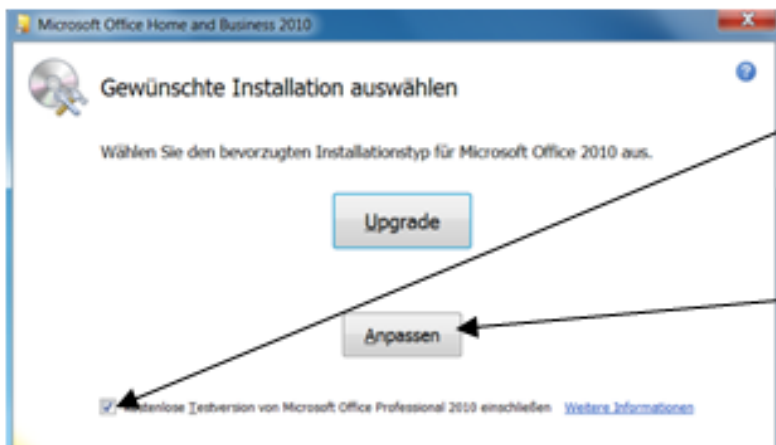 Microsoft Office Home and Business 2010
Gewünschte Installation auswählen
Wählen Sie den bevorzugten Installationstyp für Microsoft Office 2010 aus.
Upgrade
Anpassen
Kostenlose Testversion von Microsoft Office Professional 2010 einschließen Weitere Informationen